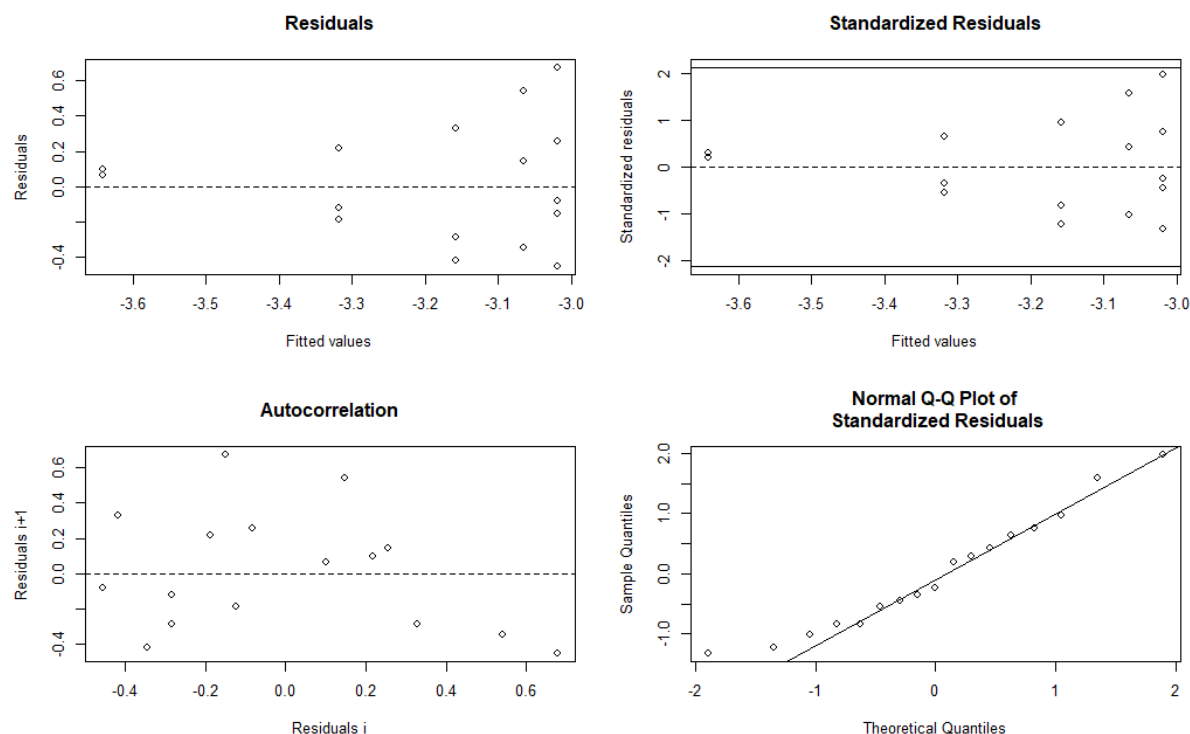 Residuals
Residuals
0.6
0.4
0.2
0.0
-0.4
-3.6 -3.5 -3.4 -3.3 -3.2 -3.1 -3.0
Fitted values
Standardized Residuals
Standardized residuals
2
1
0
-1
-2
-3.6 -3.5 -3.4 -3.3 -3.2 -3.1 -3.0
Fitted values
Autocorrelation
Residuals i+1
0.6
0.4
0.2
0.0
-0.4
-0.4 -0.2 0.0 0.2 0.4 0.6
Residuals i
Normal Q-Q Plot of
Standardized Residuals
Sample Quantiles
2.0
1.0
0.0
-1.0
-2 -1 0 1 2
Theoretical Quantiles